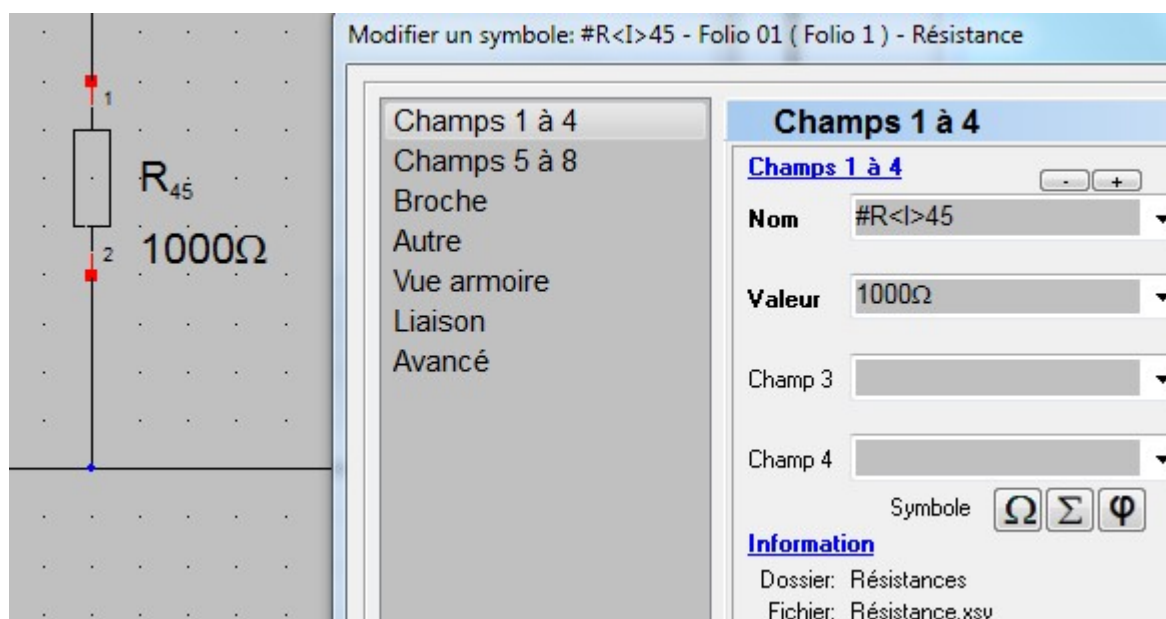 Modifier un symbole: #R<I>45 - Folio 01 ( Folio 1 ) - Résistance
1
R45
1000Ω
2
Champs 1 à 4
Champs 5 à 8
Broche
Autre
Vue armoire
Liaison
Avancé
Champs 1 à 4
Champs 1 à 4
- +
Nom #R<I>45
Valeur 1000Ω
Champ 3
Champ 4
Symbole Ω Σ φ
Information
Dossier: Résistances
Fichier: Résistance.xsy